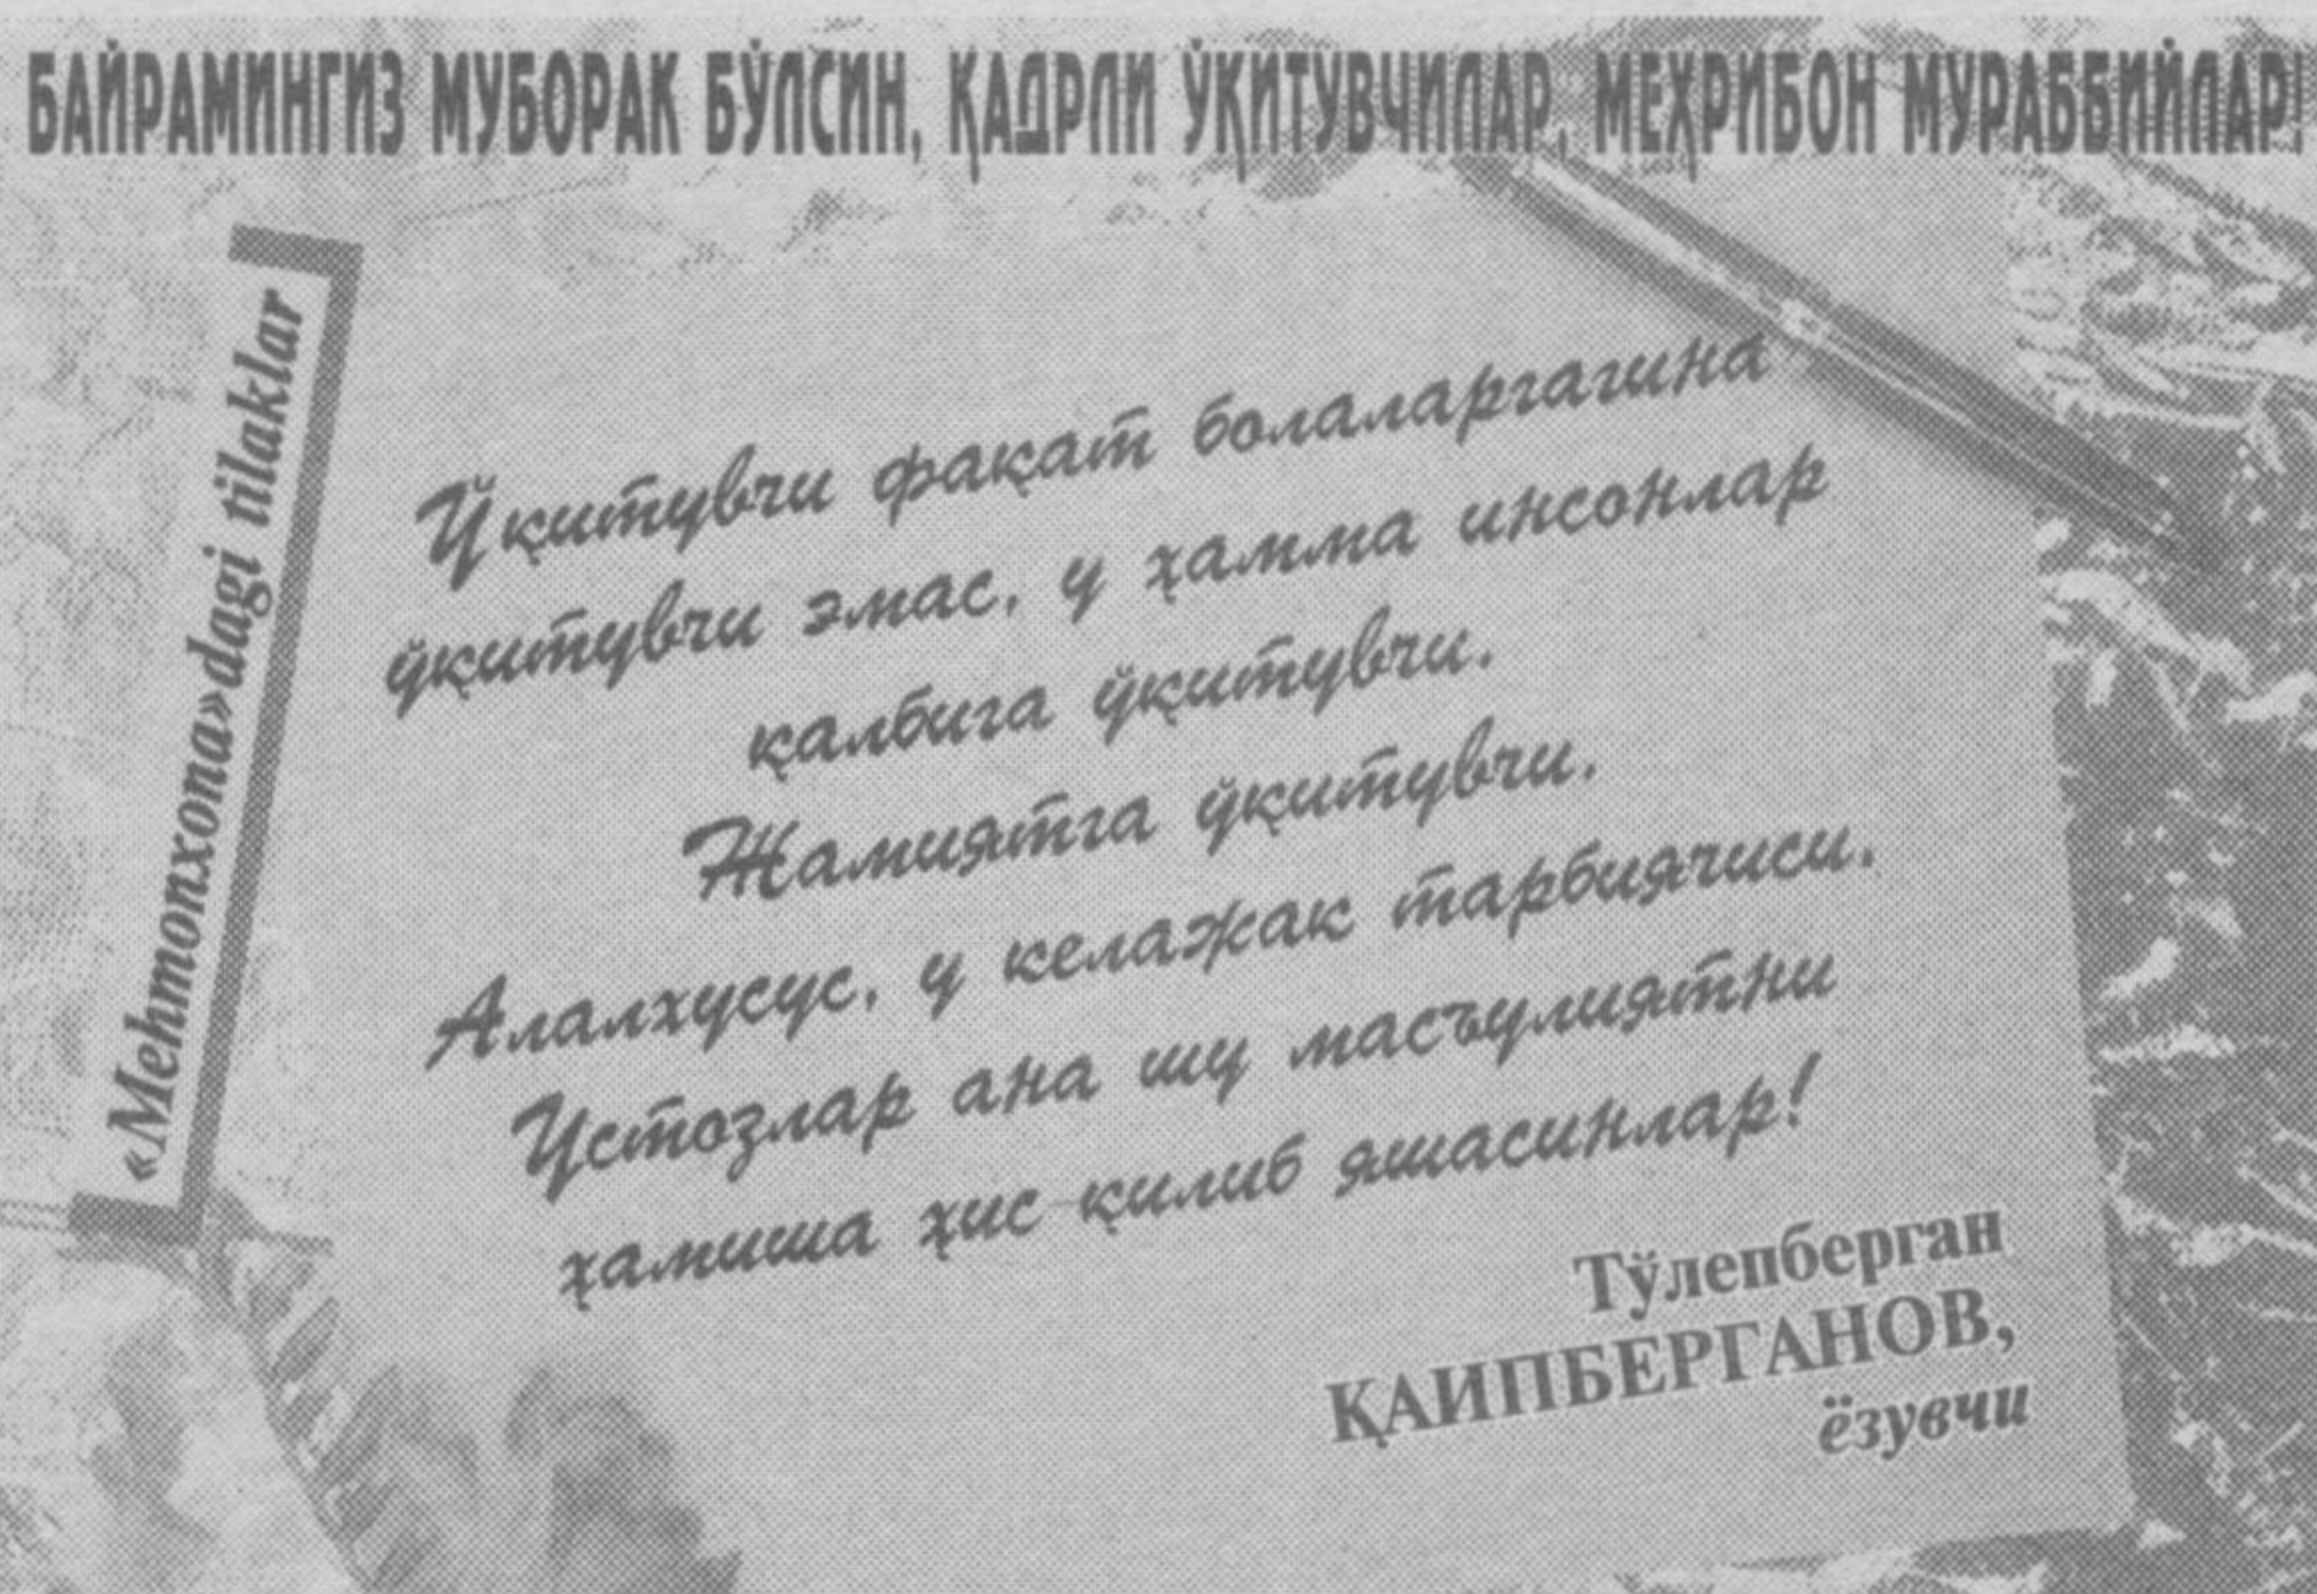 БАЙРАМИНГИЗ МУБОРАК БЎЛСИН, ҚАДРЛИ ЎҚИТУВЧИЛАР, МЕҲРИБОН МУРАББИЙЛАР!
«Mehmonxona»dagi tilaklar
Ўқитувчи фақат болаларгагина
ўқитувчи эмас, у ҳамма инсонлар
қалбига ўқитувчи.
Жамиятга ўқитувчи.
Алалхусус, у келажак тарбиячиси.
Устозлар ана шу масъулиятни
ҳамиша ҳис қилиб яшасинлар!
Тўлепберган
ҚАИПБЕРГАНОВ,
ёзувчи